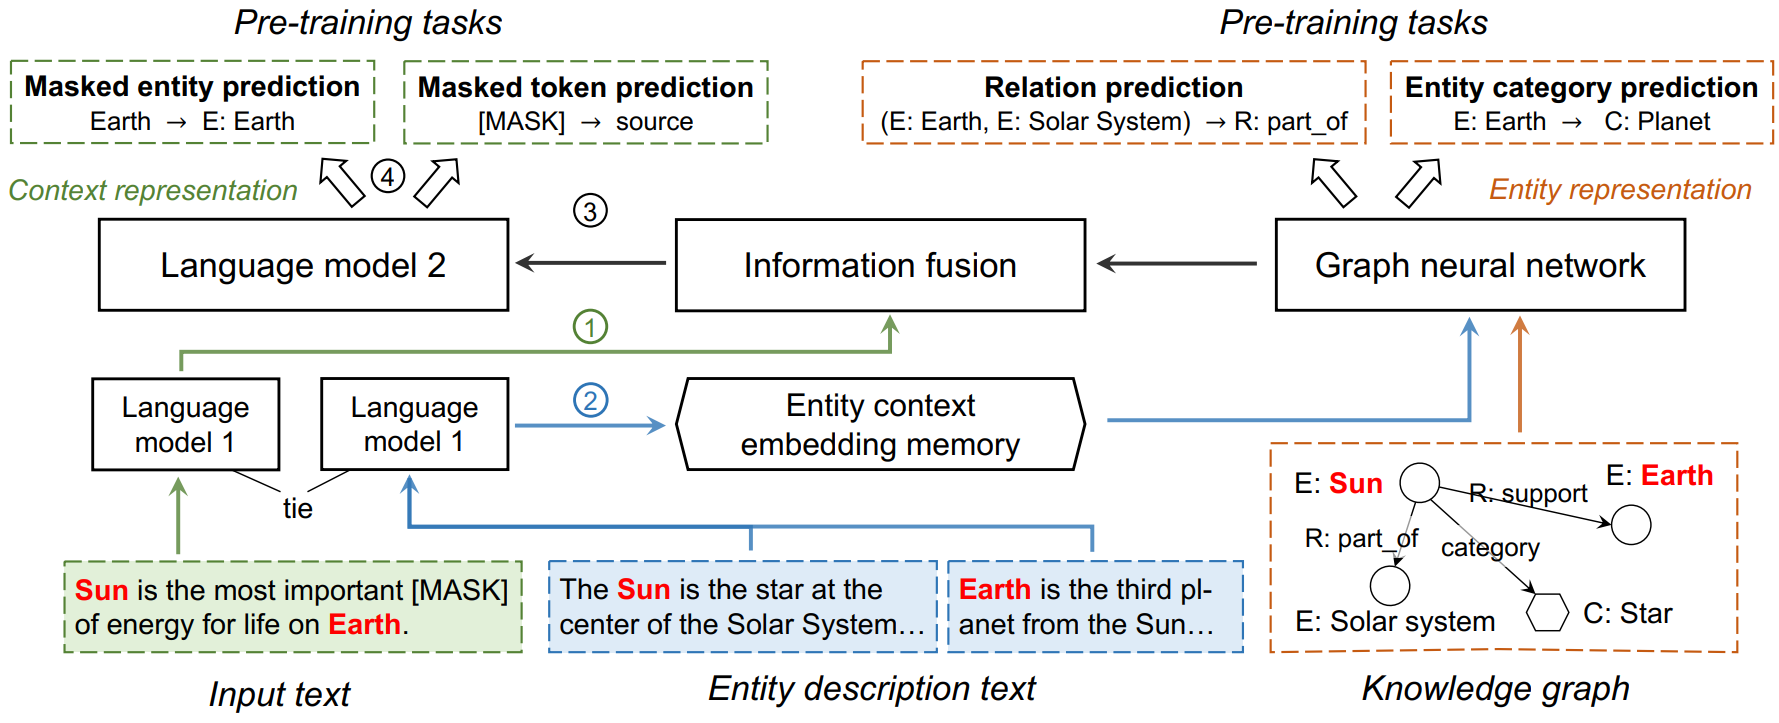 Pre-training tasks
Pre-training tasks
Masked entity prediction
Earth → E: Earth
Masked token prediction
[MASK] → source
Relation prediction
(E: Earth, E: Solar System) → R: part_of
Entity category prediction
E: Earth → C: Planet
Context representation
4
3
Entity representation
Language model 2
Information fusion
Graph neural network
1
Language
model 1
Language
model 1
2
Entity context
embedding memory
tie
E: Sun
R: support
E: Earth
R: part_of
category
E: Solar system
C: Star
Sun is the most important [MASK]
of energy for life on Earth.
The Sun is the star at the
center of the Solar System...
Earth is the third pl-
anet from the Sun...
Input text
Entity description text
Knowledge graph